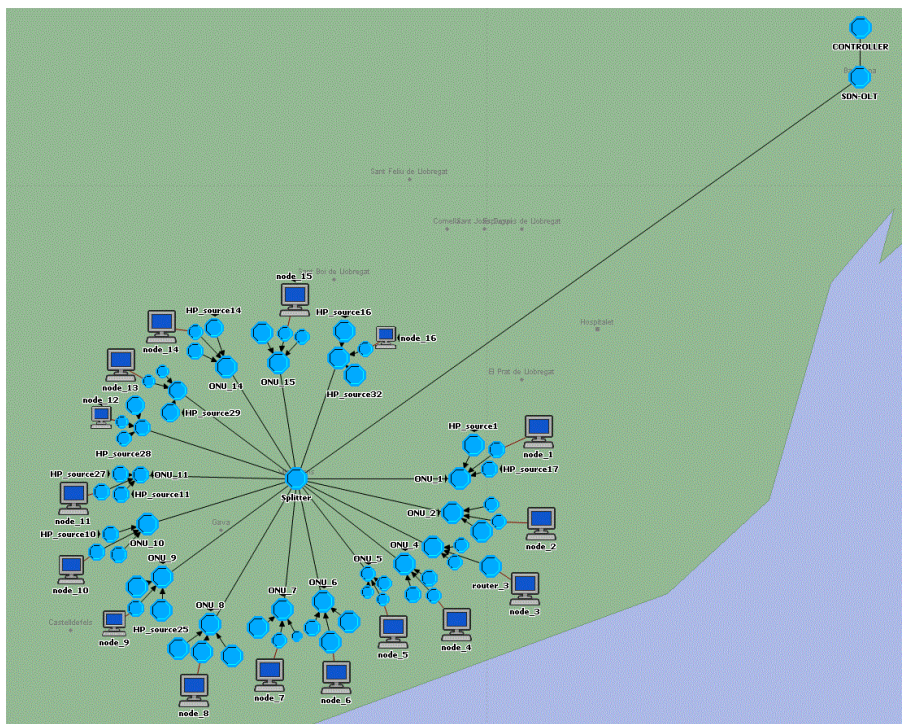 CONTROLLER
SDN-OLT
Sant Feliu de Llobregat
de Llobregat
Sant Boi de Llobregat
node_15
HP_source14
HP_source16
Hospitalet
node_14
node_16
ONU_14
ONU_15
El Prat de Llobregat
node_13
HP_source32
node_12
HP_source29
HP_source1
HP_source28
node_1
HP_source27
ONU_11
HP_source17
ONU_1
HP_source11
Splitter
node_11
ONU_2
Gava
HP_source10
ONU_10
node_2
ONU_9
ONU_5
ONU_4
node_10
ONU_6
router_3
ONU_7
node_3
ONU_8
Casteldefels
HP_source25
node_9
node_4
node_5
node_7
node_6
node_8